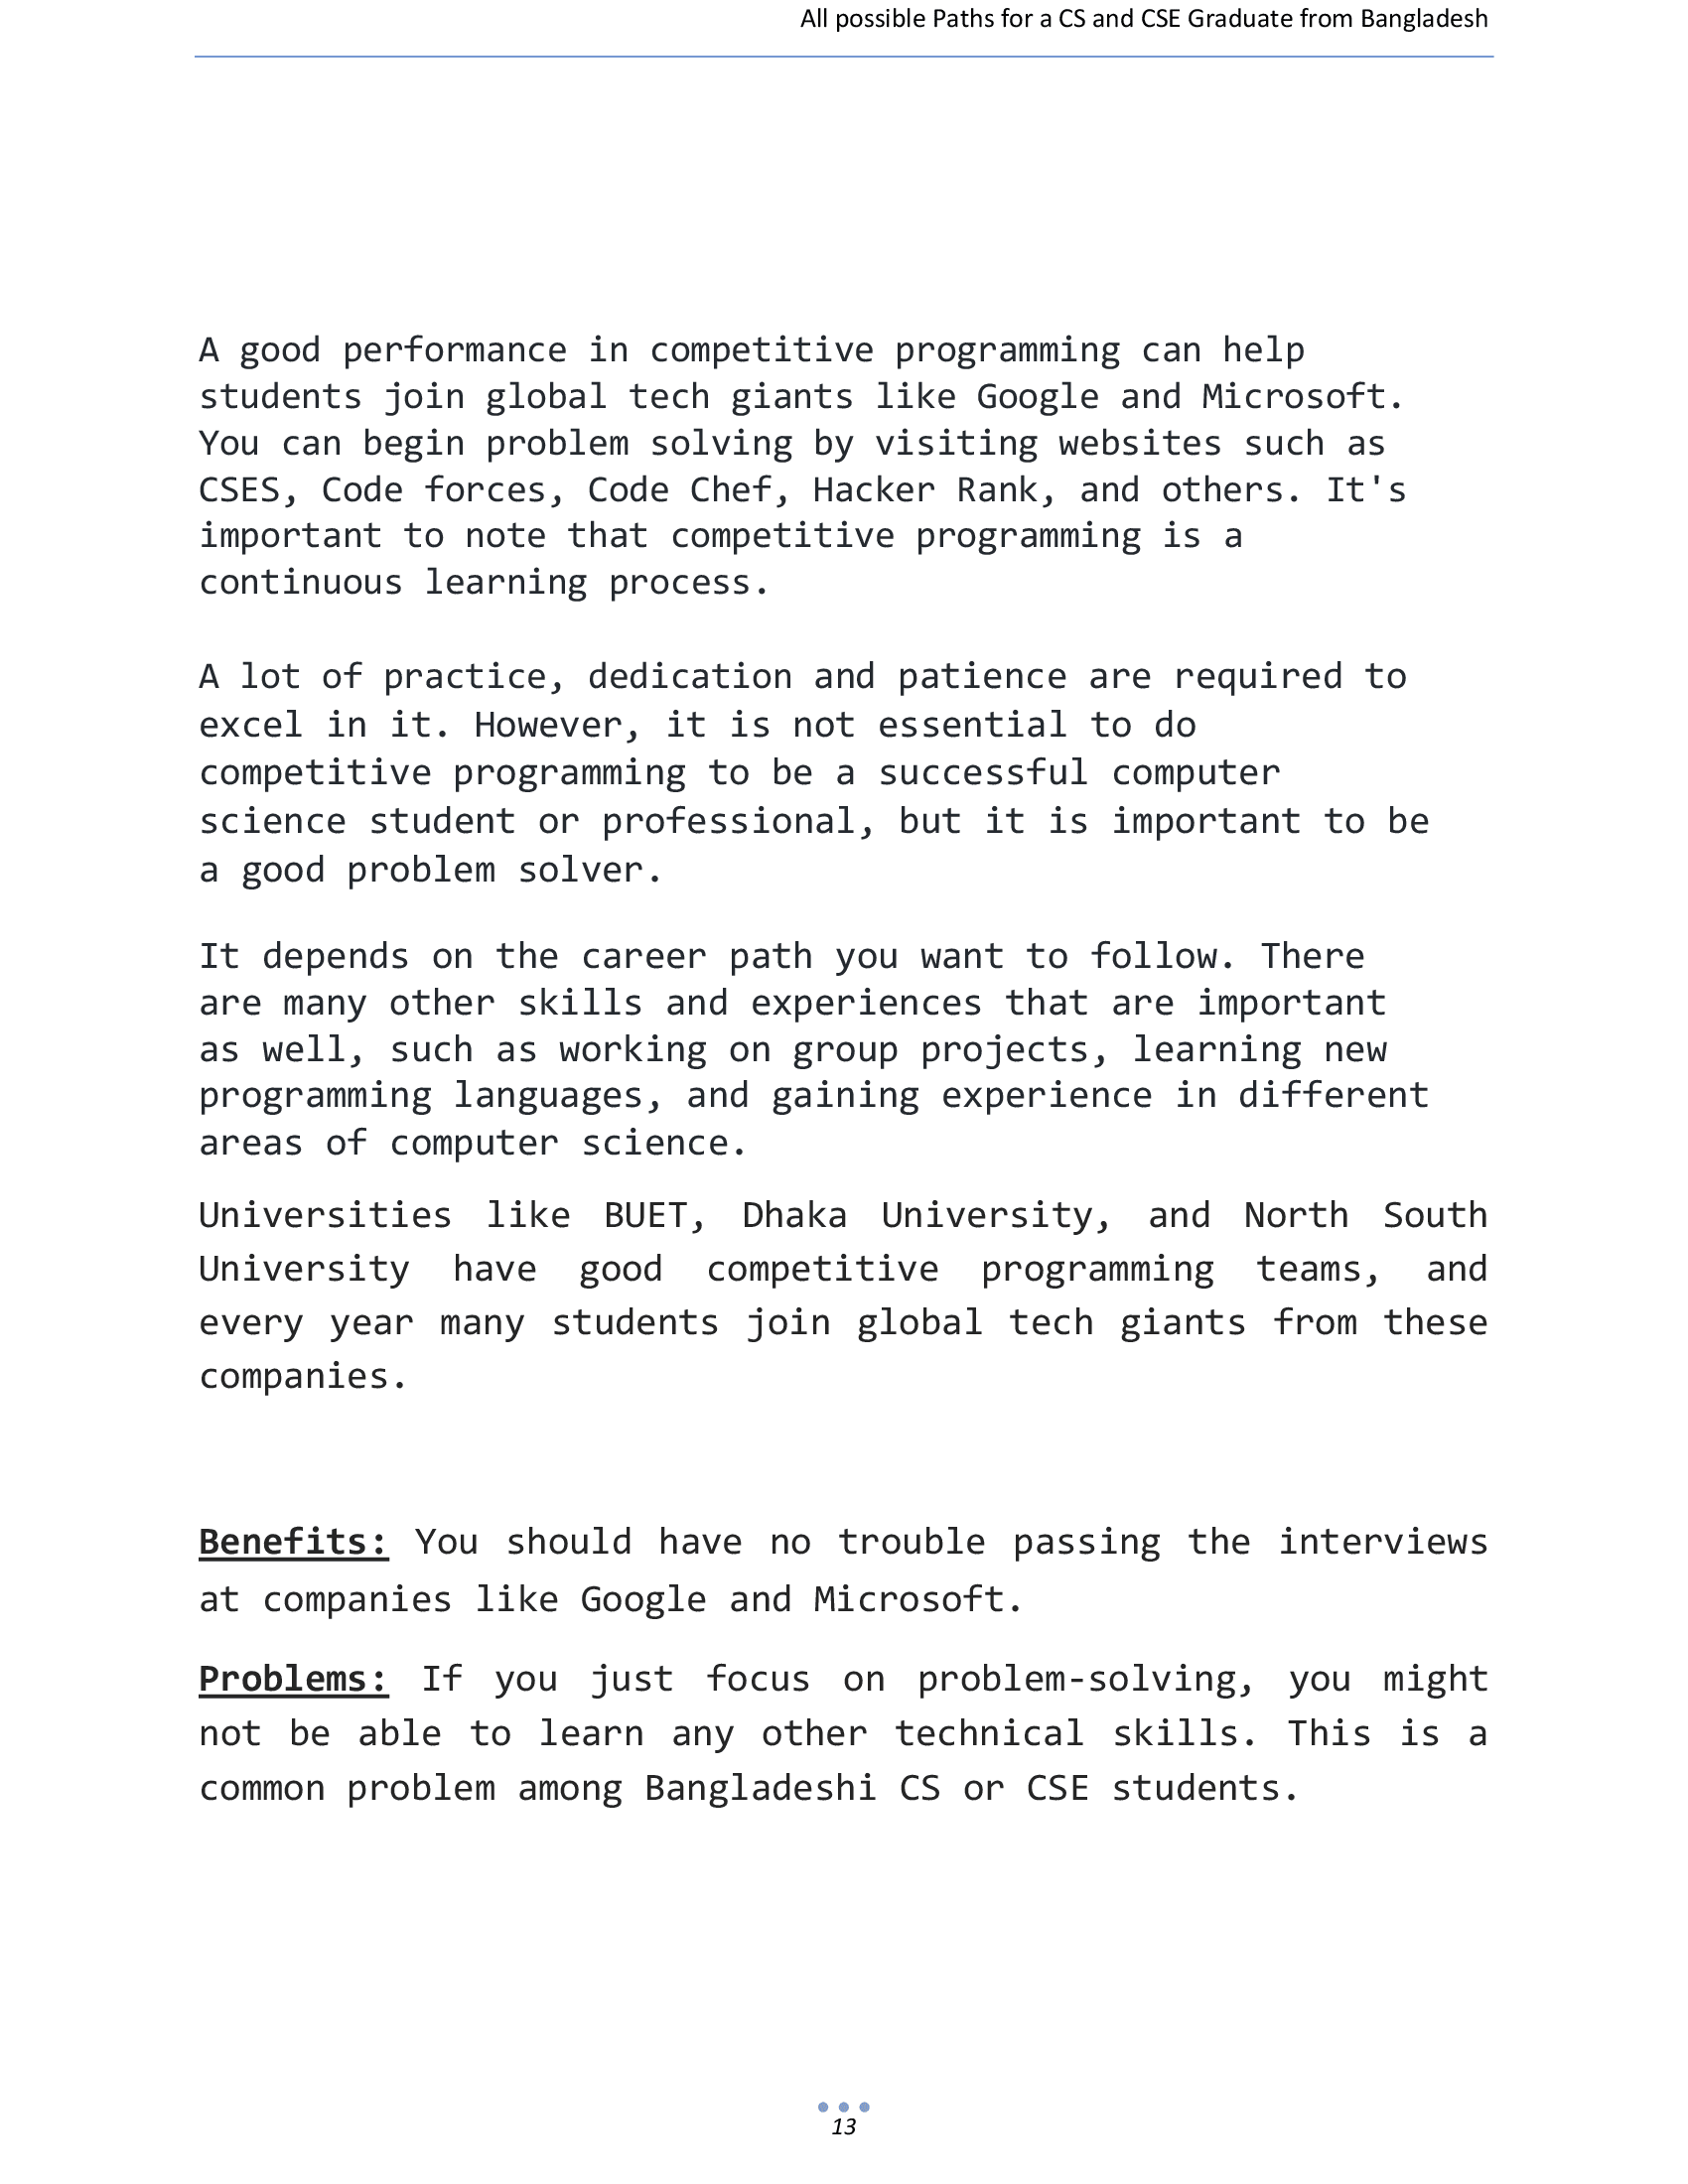 All possible Paths for a CS and CSE Graduate from Bangladesh
A good performance in competitive programming can help
students join global tech giants like Google and Microsoft.
You can begin problem solving by visiting websites such as
CSES, Code forces, Code Chef, Hacker Rank, and others. It's
important to note that competitive programming is a
continuous learning process.
A lot of practice, dedication and patience are required to
excel in it. However, it is not essential to do
competitive programming to be a successful computer
science student or professional, but it is important to be
a good problem solver.
It depends on the career path you want to follow. There
are many other skills and experiences that are important
as well, such as working on group projects, learning new
programming languages, and gaining experience in different
areas of computer science.
Universities like BUET, Dhaka University, and North South
University have good competitive programming teams, and
every year many students join global tech giants from these
companies.
Benefits: You should have no trouble passing the interviews
at companies like Google and Microsoft.
Problems: If you just focus on problem-solving, you might
not be able to learn any other technical skills. This is a
common problem among Bangladeshi CS or CSE students.
13